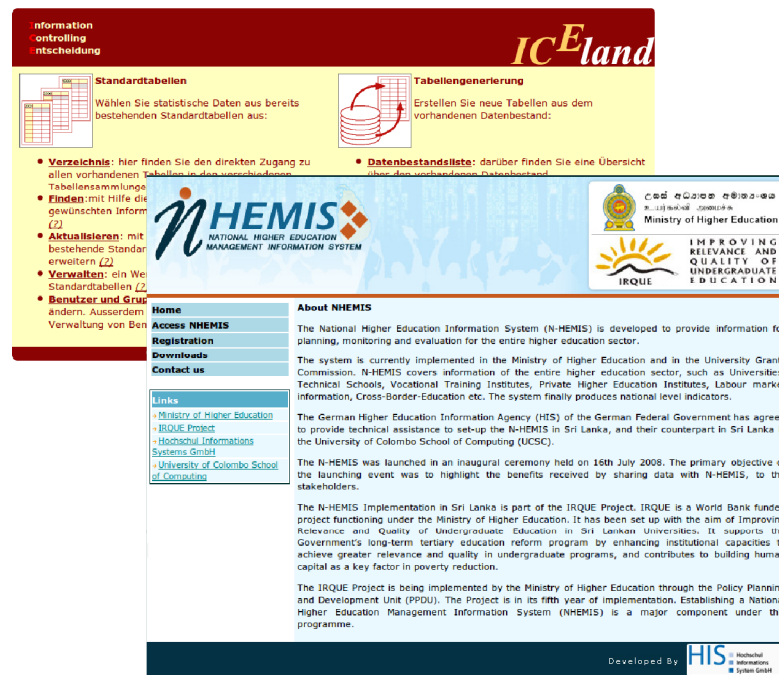 Information
Controlling
Entscheidung
ICEland
Standardtabellen
Wählen Sie statistische Daten aus bereits
bestehenden Standardtabellen aus:
Tabellengenerierung
Erstellen Sie neue Tabellen aus dem
vorhandenen Datenbestand:
Verzeichnis: hier finden Sie den direkten Zugang zu
allen vorhandenen Tabellen in den verschiedenen
Tabellensammlunge
Finden:mit Hilfe die
gewünschten Inform
(?)
Aktualisieren: mit
bestehende Standar
erweitern (?)
Verwalten: ein We
Standardtabellen (?
Benutzer und Grup
ändern. Ausserdem
Verwaltung von Ben
Datenbestandsliste: darüber finden Sie eine Übersicht
über den vorhandenen Datenbestand
NHEMIS
NATIONAL HIGHER EDUCATION
MANAGEMENT INFORMATION SYSTEM
Ministry of Higher Education
IMPROVING
RELEVANCE AND
QUALITY OF
UNDERGRADUATE
EDUCATION
IRQUE
Home
Access NHEMIS
Registration
Downloads
Contact us
Links
Ministry of Higher Education
IRQUE Project
Hochschul Informations
Systems GmbH
University of Colombo School
of Computing
About NHEMIS
The National Higher Education Information System (N-HEMIS) is developed to provide information fo
planning, monitoring and evaluation for the entire higher education sector.
The system is currently implemented in the Ministry of Higher Education and in the University Grant
Commission. N-HEMIS covers information of the entire higher education sector, such as Universitie
Technical Schools, Vocational Training Institutes, Private Higher Education Institutes, Labour marke
information, Cross-Border-Education etc. The system finally produces national level indicators.
The German Higher Education Information Agency (HIS) of the German Federal Government has agree
to provide technical assistance to set-up the N-HEMIS in Sri Lanka, and their counterpart in Sri Lanka i
the University of Colombo School of Computing (UCSC).
The N-HEMIS was launched in an inaugural ceremony held on 16th July 2008. The primary objective o
the launching event was to highlight the benefits received by sharing data with N-HEMIS, to th
stakeholders.
The N-HEMIS Implementation in Sri Lanka is part of the IRQUE Project. IRQUE is a World Bank funde
project functioning under the Ministry of Higher Education. It has been set up with the aim of Improvin
Relevance and Quality of Undergraduate Education in Sri Lankan Universities. It supports th
Government's long-term tertiary education reform program by enhancing institutional capacities t
achieve greater relevance and quality in undergraduate programs, and contributes to building huma
capital as a key factor in poverty reduction.
The IRQUE Project is being implemented by the Ministry of Higher Education through the Policy Plannin
and Development Unit (PPDU). The Project is in its fifth year of implementation. Establishing a Nationa
Higher Education Management Information System (NHEMIS) is a major component under th
programme.
Developed By
HIS
Hochschul
Informations
System GmbH